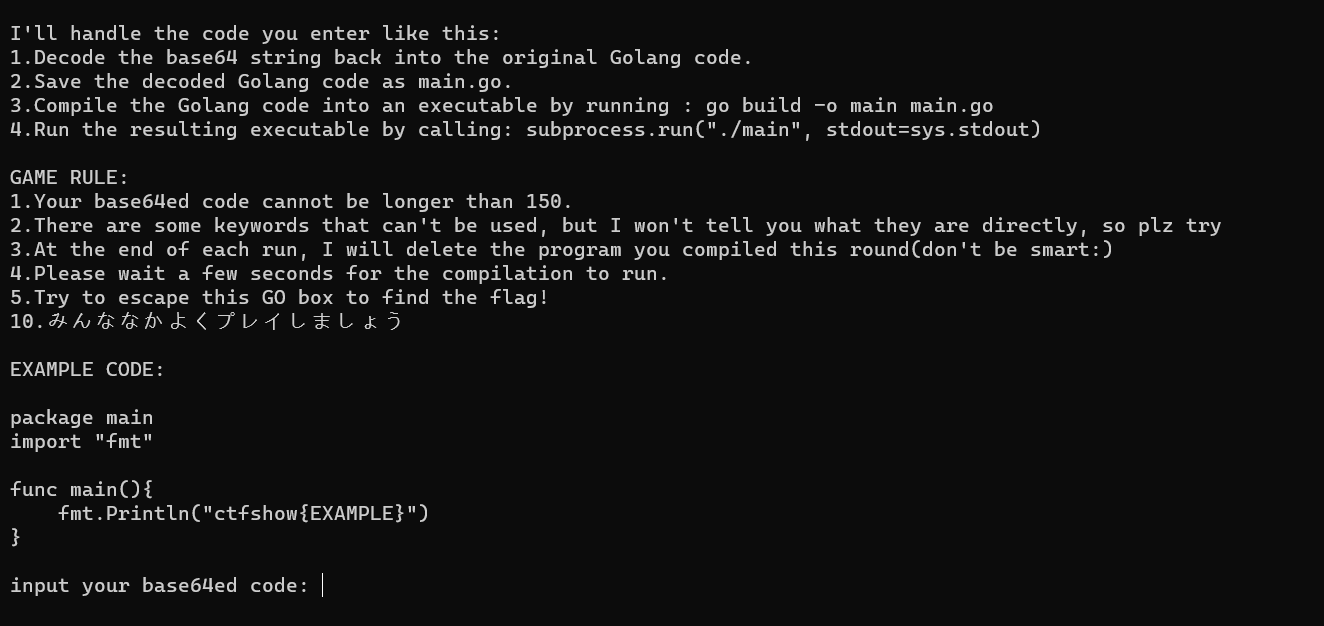 I'll handle the code you enter like this:
1.Decode the base64 string back into the original Golang code.
2.Save the decoded Golang code as main.go.
3.Compile the Golang code into an executable by running : go build -o main main.go
4.Run the resulting executable by calling: subprocess.run("./main", stdout=sys.stdout)
GAME RULE:
1.Your base64ed code cannot be longer than 150.
2.There are some keywords that can't be used, but I won't tell you what they are directly, so plz try
3.At the end of each run, I will delete the program you compiled this round(don't be smart:)
4.Please wait a few seconds for the compilation to run.
5.Try to escape this GO box to find the flag!
10.みんななかよくプレイしましょう
EXAMPLE CODE:
package main
import "fmt"
func main(){
    fmt.Println("ctfshow{EXAMPLE}")
}
input your base64ed code: